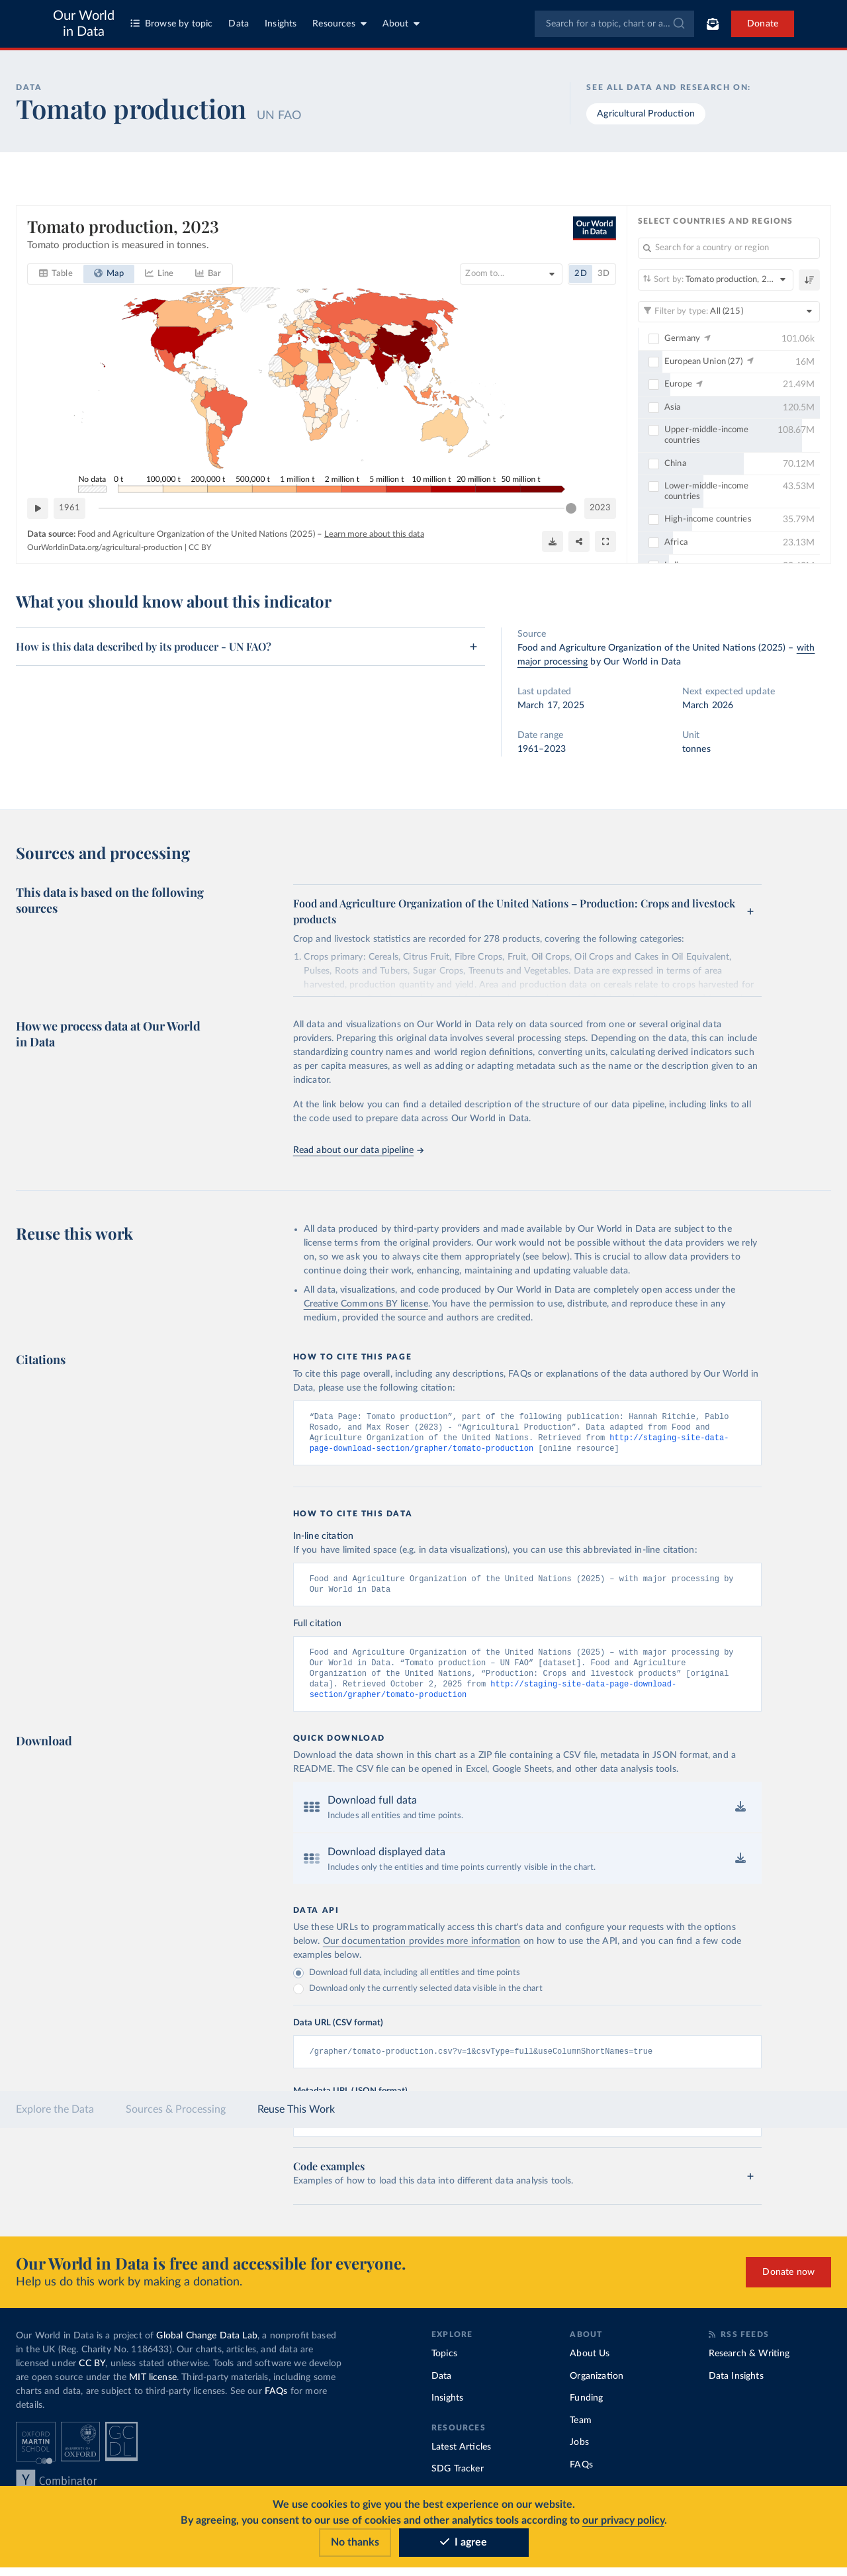 Our World
in Data
Browse by topic
Data
Insights
Resources
About
Search for a topic, chart or a...
Donate
DATA
Tomato production UN FAO
SEE ALL DATA AND RESEARCH ON:
Agricultural Production
Tomato production, 2023
Tomato production is measured in tonnes.
Our World
in Data
Table
Map
Line
Bar
Zoom to...
2D
3D
No data
0 t
100,000 t
200,000 t
500,000 t
1 million t
2 million t
5 million t
10 million t
20 million t
50 million t
1961
2023
Data source: Food and Agriculture Organization of the United Nations (2025) – Learn more about this data
OurWorldinData.org/agricultural-production | CC BY
SELECT COUNTRIES AND REGIONS
Search for a country or region
Sort by: Tomato production, 2...
Filter by type: All (215)
Germany 101.06k
European Union (27) 16M
Europe 21.49M
Asia 120.5M
Upper-middle-income 108.67M
countries
China 70.12M
Lower-middle-income 43.53M
countries
High-income countries 35.79M
Africa 23.13M
What you should know about this indicator
How is this data described by its producer - UN FAO?
Source
Food and Agriculture Organization of the United Nations (2025) – with
major processing by Our World in Data
Last updated
March 17, 2025
Next expected update
March 2026
Date range
1961–2023
Unit
tonnes
Sources and processing
This data is based on the following
sources
Food and Agriculture Organization of the United Nations – Production: Crops and livestock
products
Crop and livestock statistics are recorded for 278 products, covering the following categories:
1. Crops primary: Cereals, Citrus Fruit, Fibre Crops, Fruit, Oil Crops, Oil Crops and Cakes in Oil Equivalent,
Pulses, Roots and Tubers, Sugar Crops, Treenuts and Vegetables. Data are expressed in terms of area
harvested, production quantity and yield. Area and production data on cereals relate to crops harvested for
How we process data at Our World
in Data
All data and visualizations on Our World in Data rely on data sourced from one or several original data
providers. Preparing this original data involves several processing steps. Depending on the data, this can include
standardizing country names and world region definitions, converting units, calculating derived indicators such
as per capita measures, as well as adding or adapting metadata such as the name or the description given to an
indicator.
At the link below you can find a detailed description of the structure of our data pipeline, including links to all
the code used to prepare data across Our World in Data.
Read about our data pipeline
Reuse this work
• All data produced by third-party providers and made available by Our World in Data are subject to the
license terms from the original providers. Our work would not be possible without the data providers we rely
on, so we ask you to always cite them appropriately (see below). This is crucial to allow data providers to
continue doing their work, enhancing, maintaining and updating valuable data.
• All data, visualizations, and code produced by Our World in Data are completely open access under the
Creative Commons BY license. You have the permission to use, distribute, and reproduce these in any
medium, provided the source and authors are credited.
Citations
HOW TO CITE THIS PAGE
To cite this page overall, including any descriptions, FAQs or explanations of the data authored by Our World in
Data, please use the following citation:
“Data Page: Tomato production”, part of the following publication: Hannah Ritchie, Pablo
Rosado, and Max Roser (2023) - “Agricultural Production”. Data adapted from Food and
Agriculture Organization of the United Nations. Retrieved from http://staging-site-data-
page-download-section/grapher/tomato-production [online resource]
HOW TO CITE THIS DATA
In-line citation
If you have limited space (e.g. in data visualizations), you can use this abbreviated in-line citation:
Food and Agriculture Organization of the United Nations (2025) – with major processing by
Our World in Data
Full citation
Food and Agriculture Organization of the United Nations (2025) – with major processing by
Our World in Data. “Tomato production – UN FAO” [dataset]. Food and Agriculture
Organization of the United Nations, “Production: Crops and livestock products” [original
data]. Retrieved October 2, 2025 from http://staging-site-data-page-download-
section/grapher/tomato-production
Download
QUICK DOWNLOAD
Download the data shown in this chart as a ZIP file containing a CSV file, metadata in JSON format, and a
README. The CSV file can be opened in Excel, Google Sheets, and other data analysis tools.
Download full data
Includes all entities and time points.
Download displayed data
Includes only the entities and time points currently visible in the chart.
DATA API
Use these URLs to programmatically access this chart's data and configure your requests with the options
below. Our documentation provides more information on how to use the API, and you can find a few code
examples below.
Download full data, including all entities and time points
Download only the currently selected data visible in the chart
Data URL (CSV format)
/grapher/tomato-production.csv?v=1&csvType=full&useColumnShortNames=true
Metadata URL (JSON format)
Explore the Data
Sources & Processing
Reuse This Work
Code examples
Examples of how to load this data into different data analysis tools.
Our World in Data is free and accessible for everyone.
Help us do this work by making a donation.
Donate now
Our World in Data is a project of Global Change Data Lab, a nonprofit based
in the UK (Reg. Charity No. 1186433). Our charts, articles, and data are
licensed under CC BY, unless stated otherwise. Tools and software we develop
are open source under the MIT license. Third-party materials, including some
charts and data, are subject to third-party licenses. See our FAQs for more
details.
OXFORD
MARTIN
SCHOOL
OXFORD
GC
DL
Y Combinator
EXPLORE
Topics
Data
Insights
RESOURCES
Latest Articles
SDG Tracker
ABOUT
About Us
Organization
Funding
Team
Jobs
FAQs
RSS FEEDS
Research & Writing
Data Insights
We use cookies to give you the best experience on our website.
By agreeing, you consent to our use of cookies and other analytics tools according to our privacy policy.
No thanks
I agree